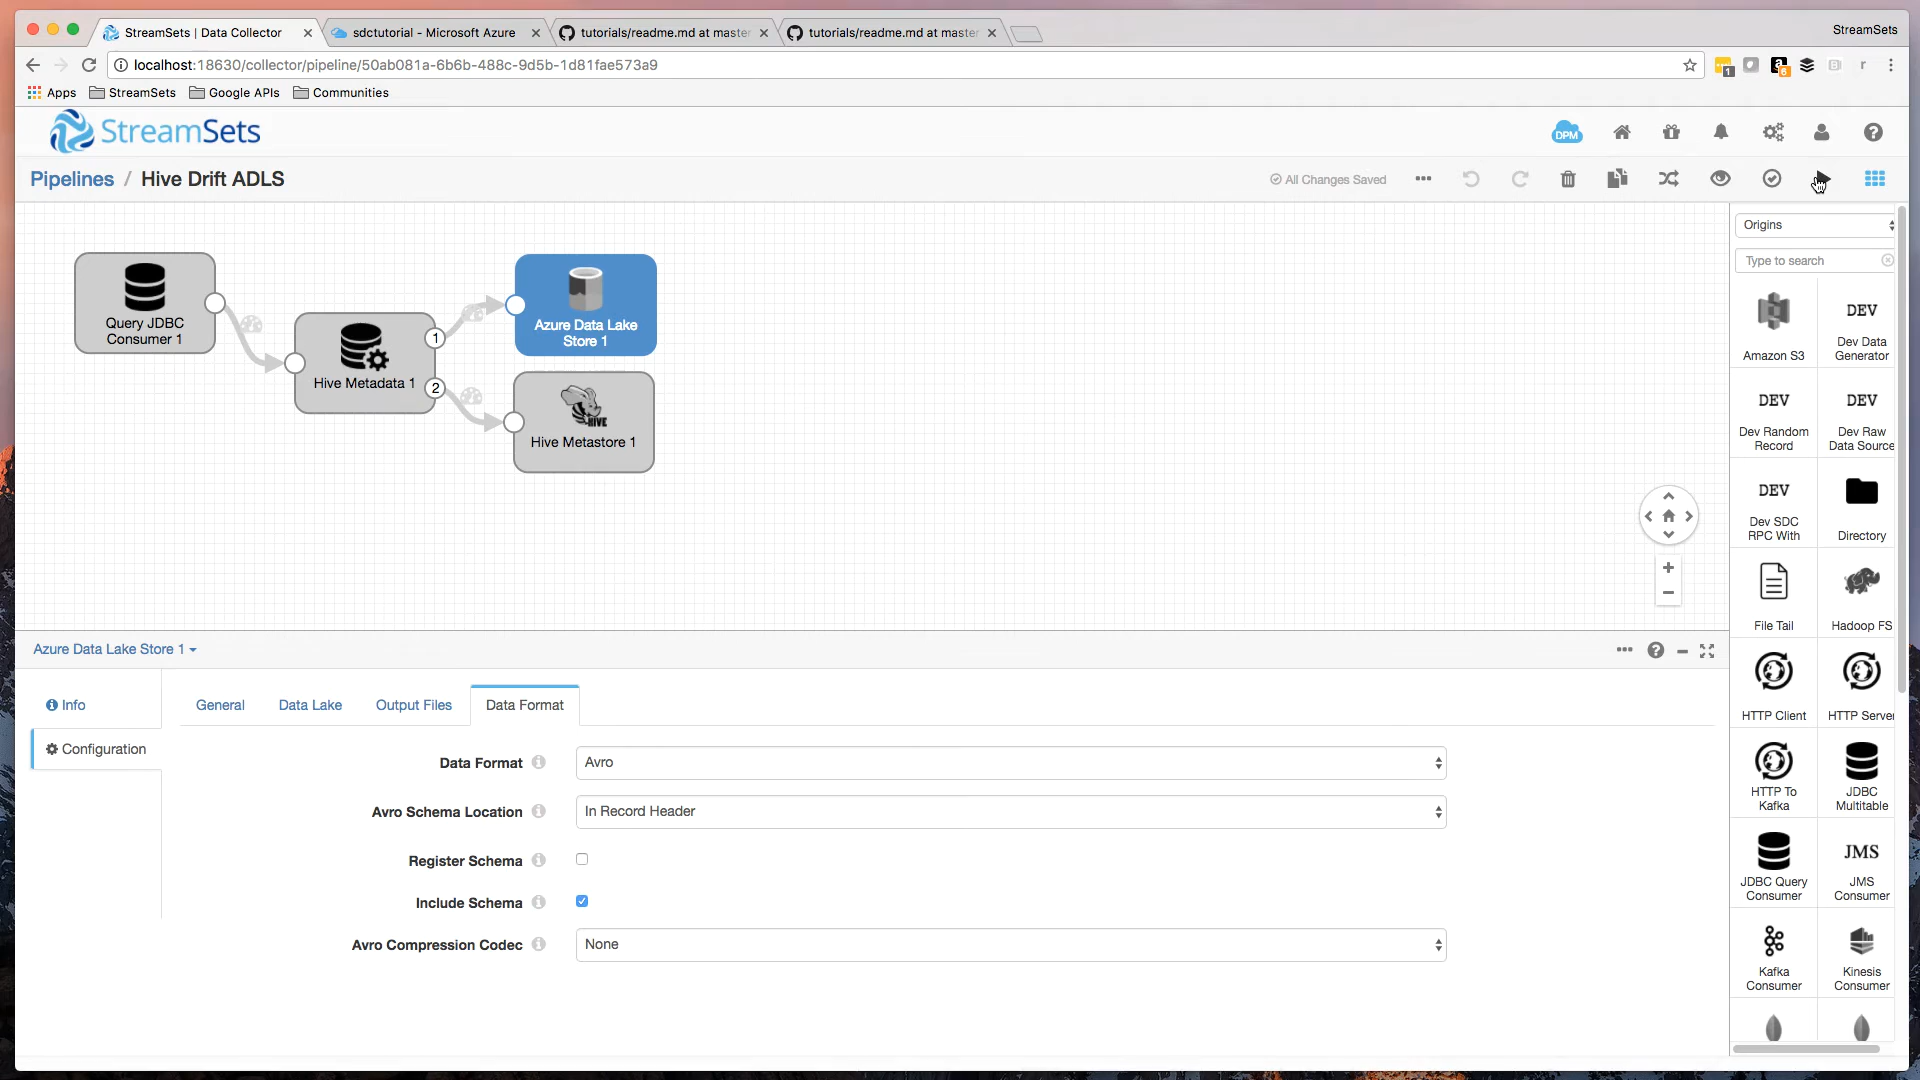 StreamSets | Data Collector
sdctutorial - Microsoft Azure
tutorials/readme.md at master
tutorials/readme.md at master
StreamSets
localhost:18630/collector/pipeline/50ab081a-6b6b-488c-9d5b-1d81fae573a9
1
a
6
r
Apps
StreamSets
Google APIs
Communities
StreamSets
DPM
Pipelines / Hive Drift ADLS
All Changes Saved
Origins
Type to search
Query JDBC
Consumer 1
Hive Metadata 1
1
2
Azure Data Lake
Store 1
HIVE
Hive Metastore 1
Amazon S3
DEV
Dev Data
Generator
DEV
Dev Random
Record
DEV
Dev Raw
Data Source
DEV
Dev SDC
RPC With
Directory
File Tail
Hadoop FS
HTTP Client
HTTP Server
HTTP To
Kafka
JDBC
Multitable
JDBC Query
Consumer
JMS
JMS
Consumer
Kafka
Consumer
Kinesis
Consumer
Azure Data Lake Store 1
Info
Configuration
General
Data Lake
Output Files
Data Format
Data Format
Avro
Avro Schema Location
In Record Header
Register Schema
Include Schema
Avro Compression Codec
None